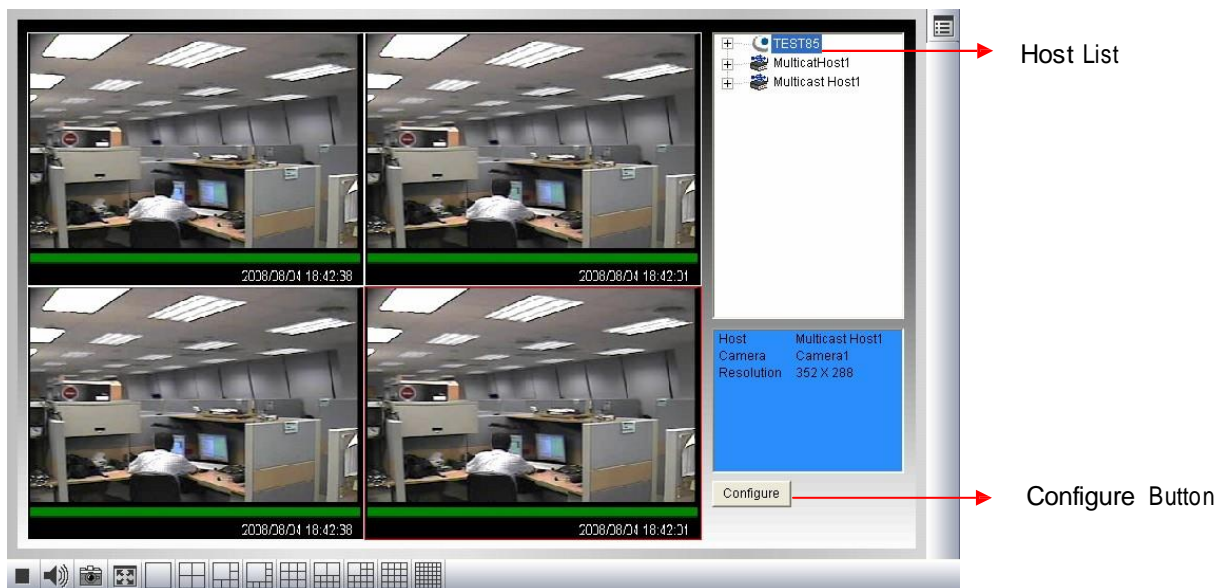 TEST85
MulticatHost1
Multicast Host1
Host List
2008/08/04 18:42:38
2008/08/04 18:42:01
Host Multicast Host1
Camera Camera1
Resolution 352 X 288
Configure
Configure Button
2008/08/04 18:42:38
2008/08/04 18:42:01